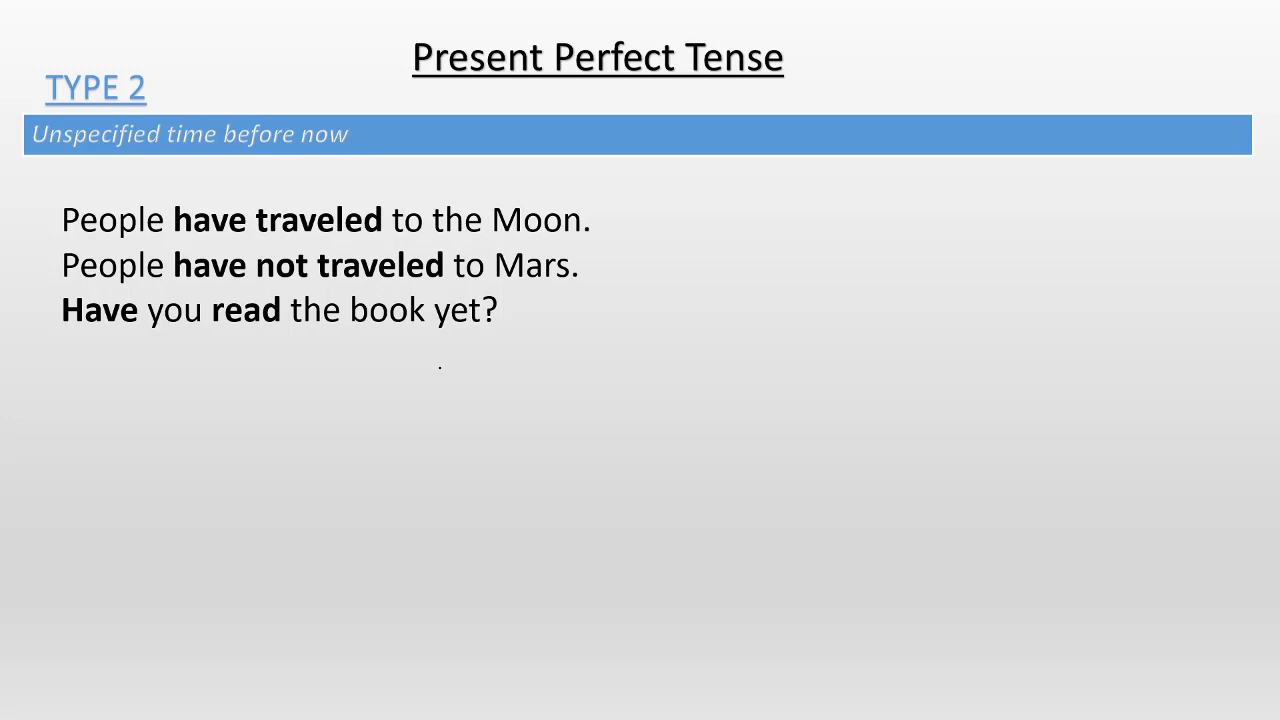 Present Perfect Tense
TYPE 2
Unspecified time before now
People have traveled to the Moon.
People have not traveled to Mars.
Have you read the book yet?
.